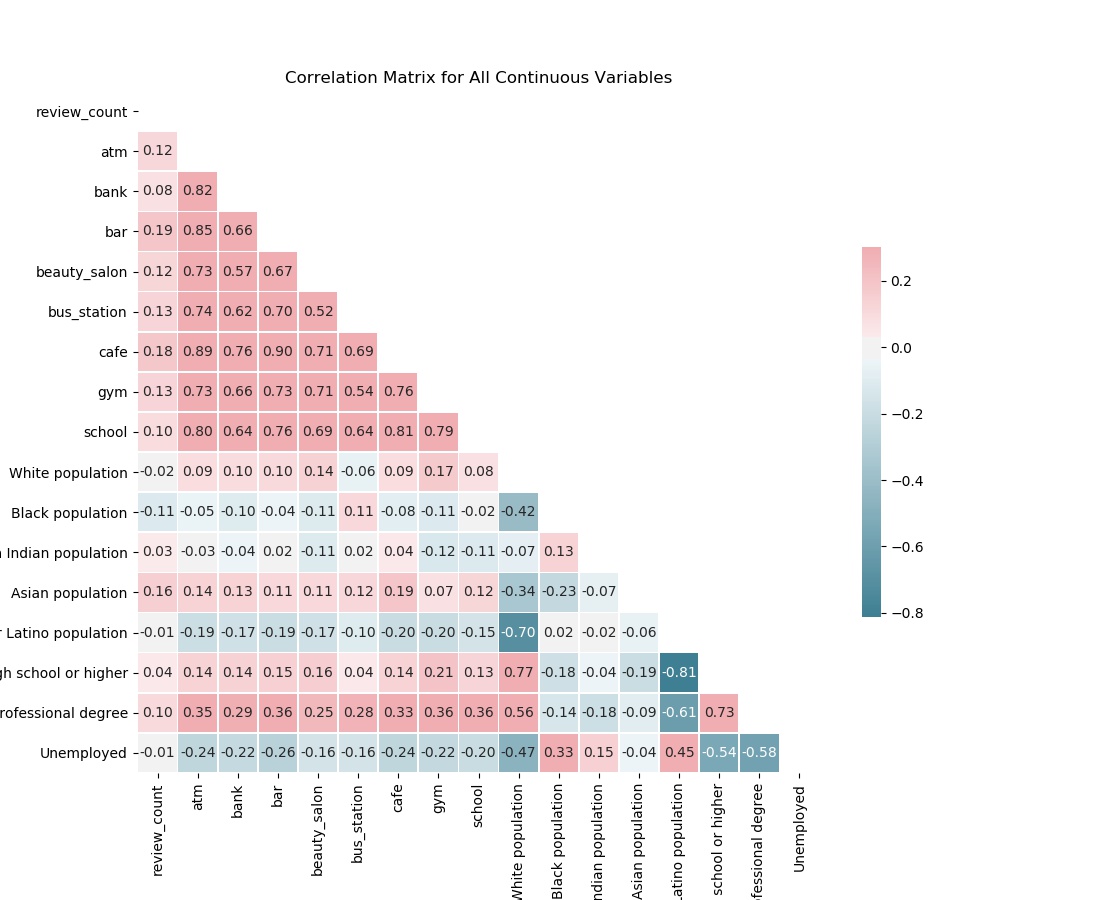 Correlation Matrix for All Continuous Variables
review_count
atm 0.12
bank 0.08 0.82
bar 0.19 0.85 0.66
beauty_salon 0.12 0.73 0.57 0.67
bus_station 0.13 0.74 0.62 0.70 0.52
cafe 0.18 0.89 0.76 0.90 0.71 0.69
gym 0.13 0.73 0.66 0.73 0.71 0.54 0.76
school 0.10 0.80 0.64 0.76 0.69 0.64 0.81 0.79
White population -0.02 0.09 0.10 0.10 0.14 -0.06 0.09 0.17 0.08
Black population -0.11 -0.05 -0.10 -0.04 -0.11 0.11 -0.08 -0.11 -0.02 -0.42
Indian population 0.03 -0.03 -0.04 0.02 -0.11 0.02 0.04 -0.12 -0.11 -0.07 0.13
Asian population 0.16 0.14 0.13 0.11 0.11 0.12 0.19 0.07 0.12 -0.34 -0.23 -0.07
r Latino population -0.01 -0.19 -0.17 -0.19 -0.17 -0.10 -0.20 -0.20 -0.15 -0.70 0.02 -0.02 -0.06
gh school or higher 0.04 0.14 0.14 0.15 0.16 0.04 0.14 0.21 0.13 0.77 -0.18 -0.04 -0.19 -0.81
rofessional degree 0.10 0.35 0.29 0.36 0.25 0.28 0.33 0.36 0.36 0.56 -0.14 -0.18 -0.09 -0.61 0.73
Unemployed -0.01 -0.24 -0.22 -0.26 -0.16 -0.16 -0.24 -0.22 -0.20 -0.47 0.33 0.15 -0.04 0.45 -0.54 -0.58
review_count
atm
bank
bar
beauty_salon
bus_station
cafe
gym
school
White population
Black population
ndian population
Asian population
atino population
school or higher
fessional degree
Unemployed
0.2
0.0
−0.2
−0.4
−0.6
−0.8